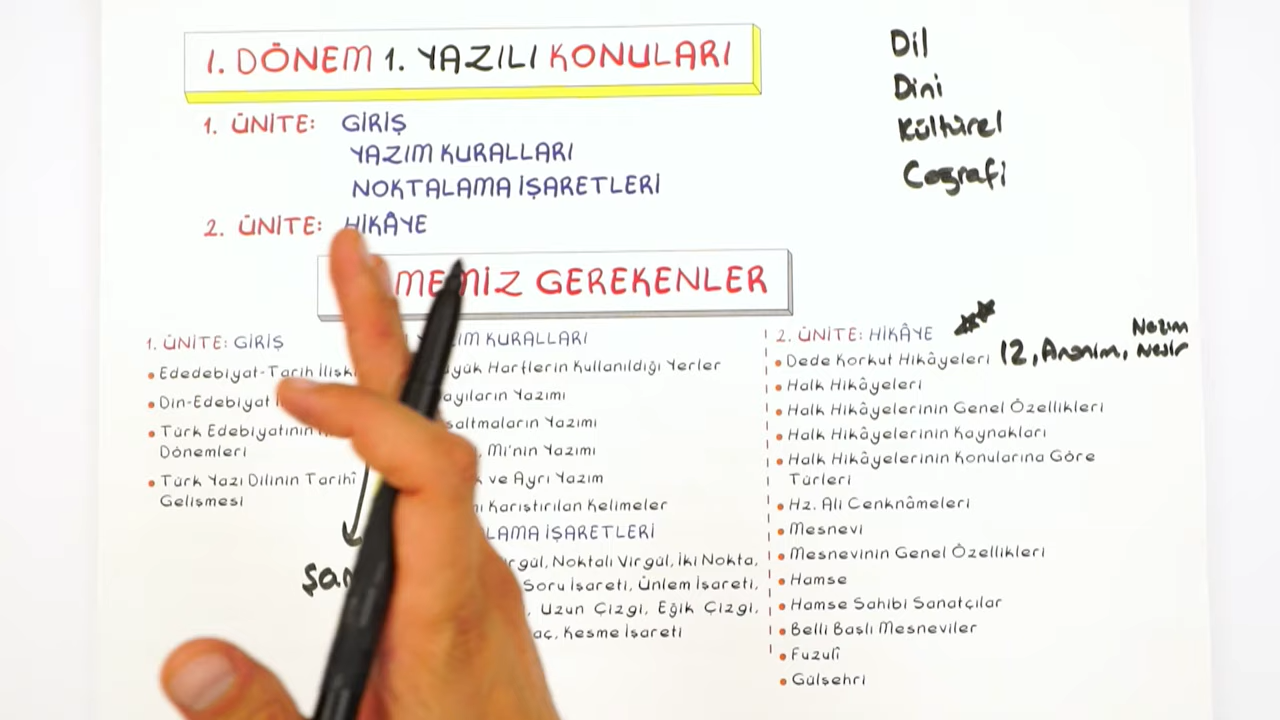 1. DÖNEM 1. YAZILI KONULARI
1. ÜNİTE: GİRİŞ
YAZIM KURALLARI
NOKTALAMA İŞARETLERİ
2. ÜNİTE: HİKÂYE
Dil
Dini
Kültürel
Coğrafi
GEREKENLER
1. ÜNİTE: GİRİŞ
Ededebiyat-Tarih
Din-Edebiyat
Türk Edebiyatının
Dönemleri
Türk Yazı Dilinin Tarihî
Gelişmesi
KURALLARI
Harflerin Kullanıldığı Yerler
Yazımı
Yazımı
Mi'nin Yazımı
ve Ayrı Yazım
Karıştırılan Kelimeler
İŞARETLERİ
Noktalı Virgül, İki Nokta,
Soru İşareti, Ünlem İşareti,
Uzun Çizgi, Eğik Çizgi,
Kesme İşareti
2. ÜNİTE: HİKÂYE
Nazım
Dede Korkut Hikâyeleri 12, Anonim, Nesir
Halk Hikâyeleri
Halk Hikâyelerinin Genel Özellikleri
Halk Hikâyelerinin Kaynakları
Halk Hikâyelerinin Konularına Göre
Türleri
Hz. Ali Cenknâmeleri
Mesnevi
Mesnevinin Genel Özellikleri
Hamse
Hamse Sahibi Sanatçılar
Belli Başlı Mesneviler
Fuzulî
Gülşehri